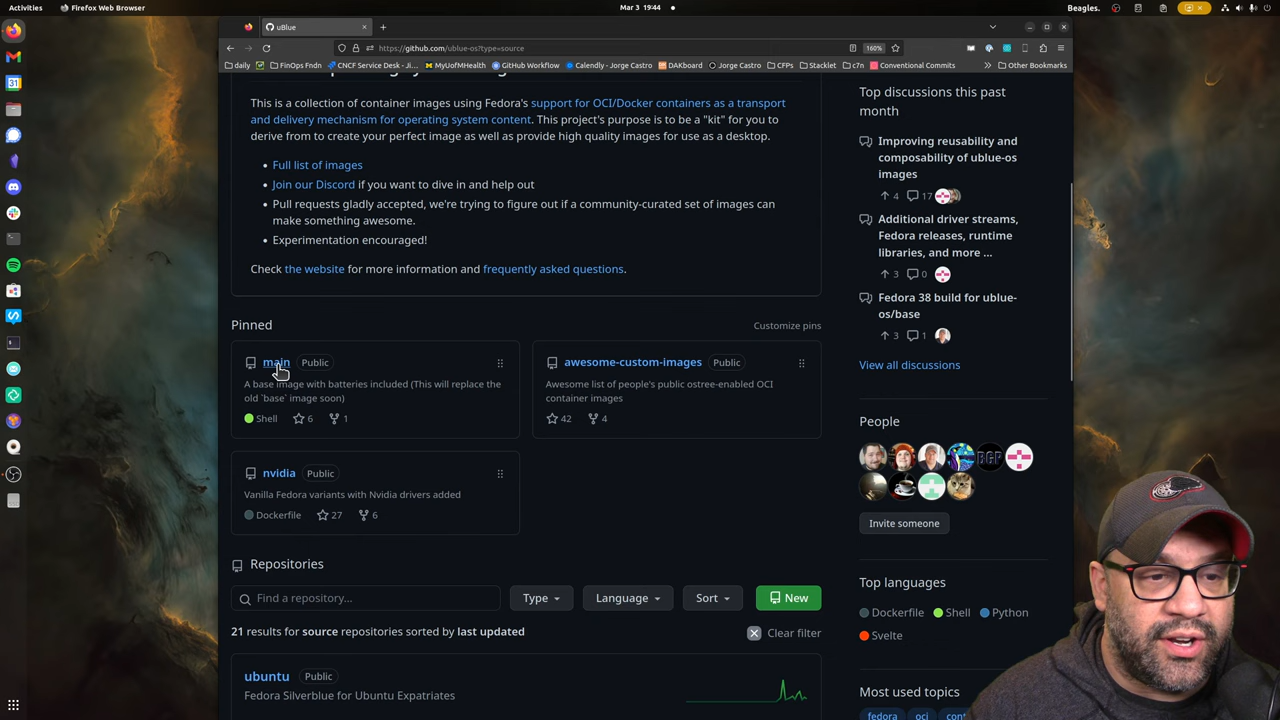 Activities
Firefox Web Browser
Mar 3 19:44
Beagles.
uBlue
https://github.com/ublue-os?type=source
160%
daily
FinOps Fndn
CNCF Service Desk - Ji...
MyUofMHealth
GitHub Workflow
Calendly - Jorge Castro
DAKboard
Jorge Castro
CFPs
Stacklet
c7n
Conventional Commits
Other Bookmarks
This is a collection of container images using Fedora's support for OCI/Docker containers as a transport
and delivery mechanism for operating system content. This project's purpose is to be a "kit" for you to
derive from to create your perfect image as well as provide high quality images for use as a desktop.
Full list of images
Join our Discord if you want to dive in and help out
Pull requests gladly accepted, we're trying to figure out if a community-curated set of images can
make something awesome.
Experimentation encouraged!
Check the website for more information and frequently asked questions.
Pinned
Customize pins
main Public
A base image with batteries included (This will replace the
old `base` image soon)
Shell 6 1
awesome-custom-images Public
Awesome list of people's public ostree-enabled OCI
container images
42 4
nvidia Public
Vanilla Fedora variants with Nvidia drivers added
Dockerfile 27 6
Repositories
Find a repository...
Type
Language
Sort
New
21 results for source repositories sorted by last updated
Clear filter
ubuntu Public
Fedora Silverblue for Ubuntu Expatriates
Top discussions this past
month
Improving reusability and
composability of ublue-os
images
4 17
Additional driver streams,
Fedora releases, runtime
libraries, and more ...
3 0
Fedora 38 build for ublue-
os/base
3 1
View all discussions
People
BGP
Invite someone
Top languages
Dockerfile Shell Python
Svelte
Most used topics
fedora oci